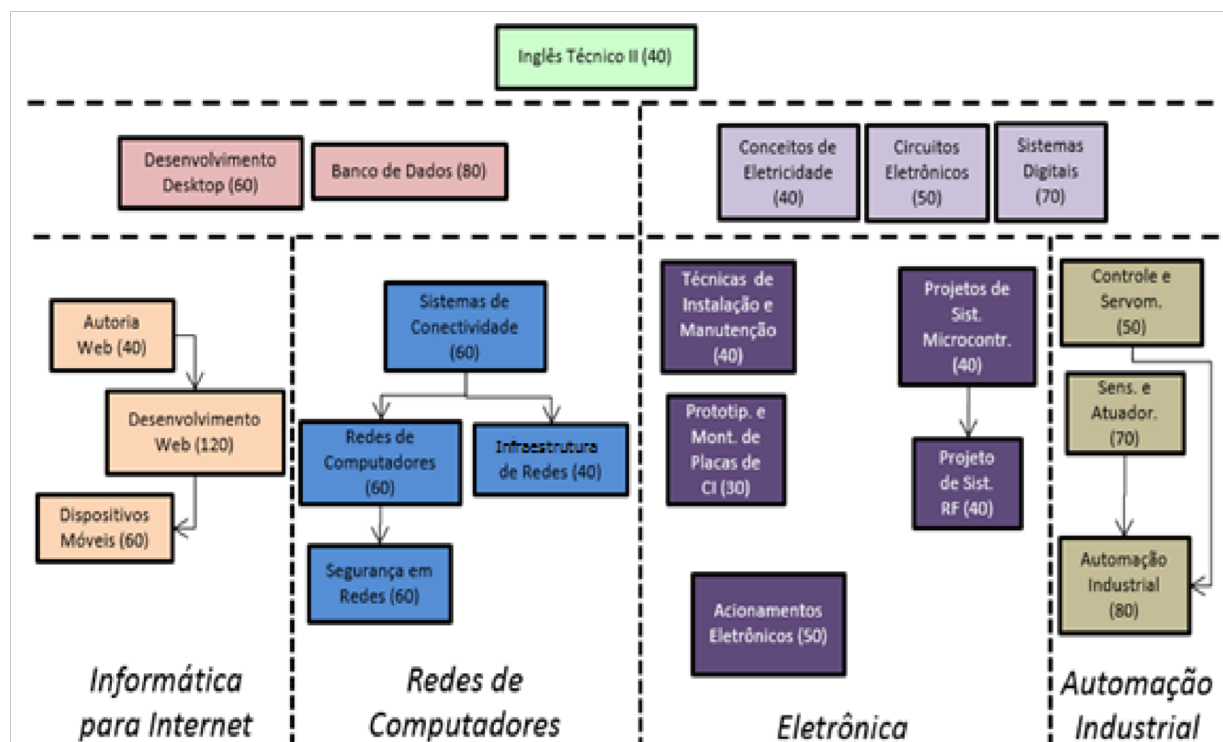 Inglês Técnico II (40)
Desenvolvimento
Desktop (60)
Banco de Dados (80)
Conceitos de
Eletricidade
(40)
Circuitos
Eletrônicos
(50)
Sistemas
Digitais
(70)
Autoria
Web (40)
Desenvolvimento
Web (120)
Dispositivos
Móveis (60)
Sistemas de
Conectividade
(60)
Redes de
Computadores
(60)
Infraestrutura
de Redes (40)
Segurança em
Redes (60)
Técnicas de
Instalação e
Manutenção
(40)
Prototip. e
Mont. de
Placas de
CI (30)
Projetos de
Sist.
Microcontr.
(40)
Projeto
de Sist.
RF (40)
Acionamentos
Eletrônicos (50)
Controle e
Servom.
(50)
Sens. e
Atuador.
(70)
Automação
Industrial
(80)
Informática
para Internet
Redes de
Computadores
Eletrônica
Automação
Industrial